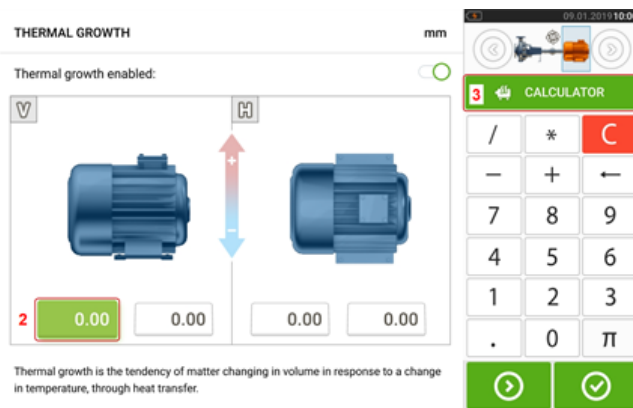 09.01.2019 10:0
THERMAL GROWTH mm
Thermal growth enabled:
V H
+
-
3 CALCULATOR
/ * C
− + ←
7 8 9
4 5 6
1 2 3
. 0 π
2 0.00 0.00 0.00 0.00
Thermal growth is the tendency of matter changing in volume in response to a change
in temperature, through heat transfer.